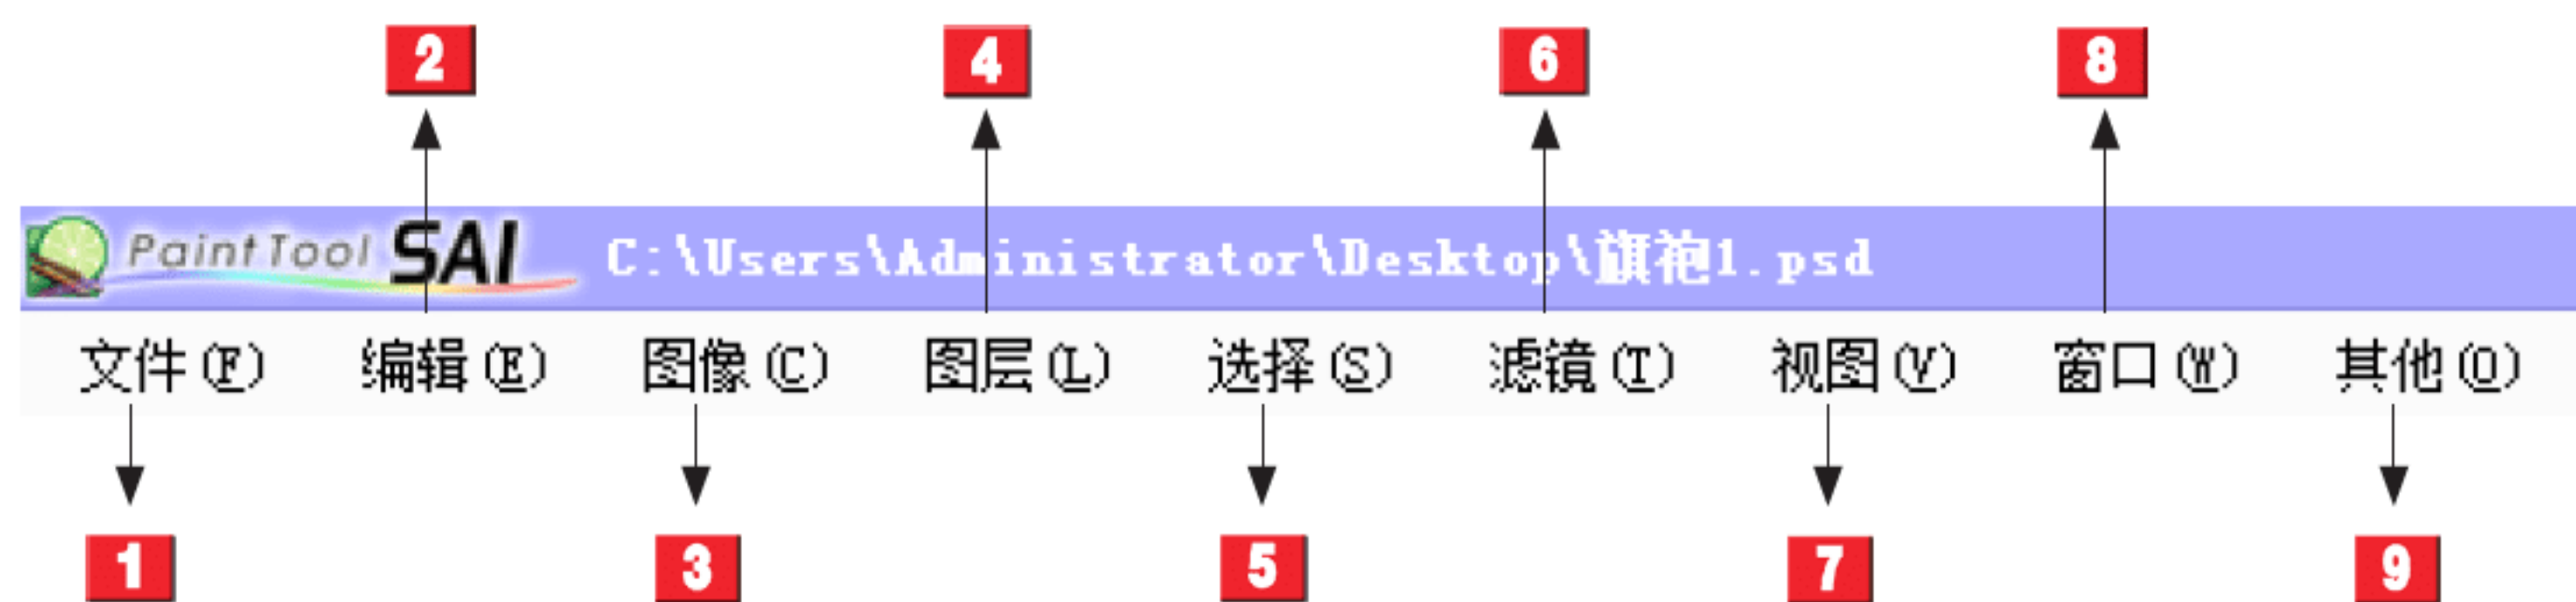 2 4 6 8
PaintTool SAI C:\Users\Administrator\Desktop\旗袍1.psd
文件(F) 编辑(E) 图像(C) 图层(L) 选择(S) 滤镜(T) 视图(V) 窗口(W) 其他(O)
1 3 5 7 9